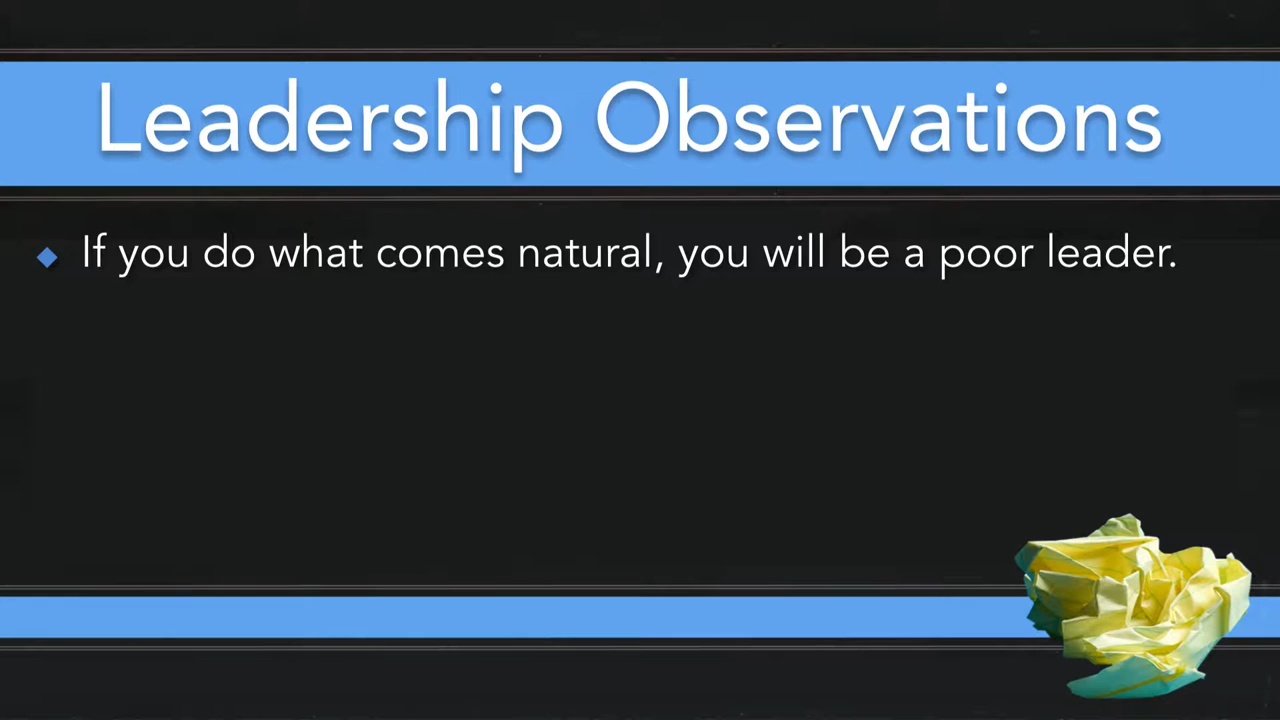 Leadership Observations
If you do what comes natural, you will be a poor leader.